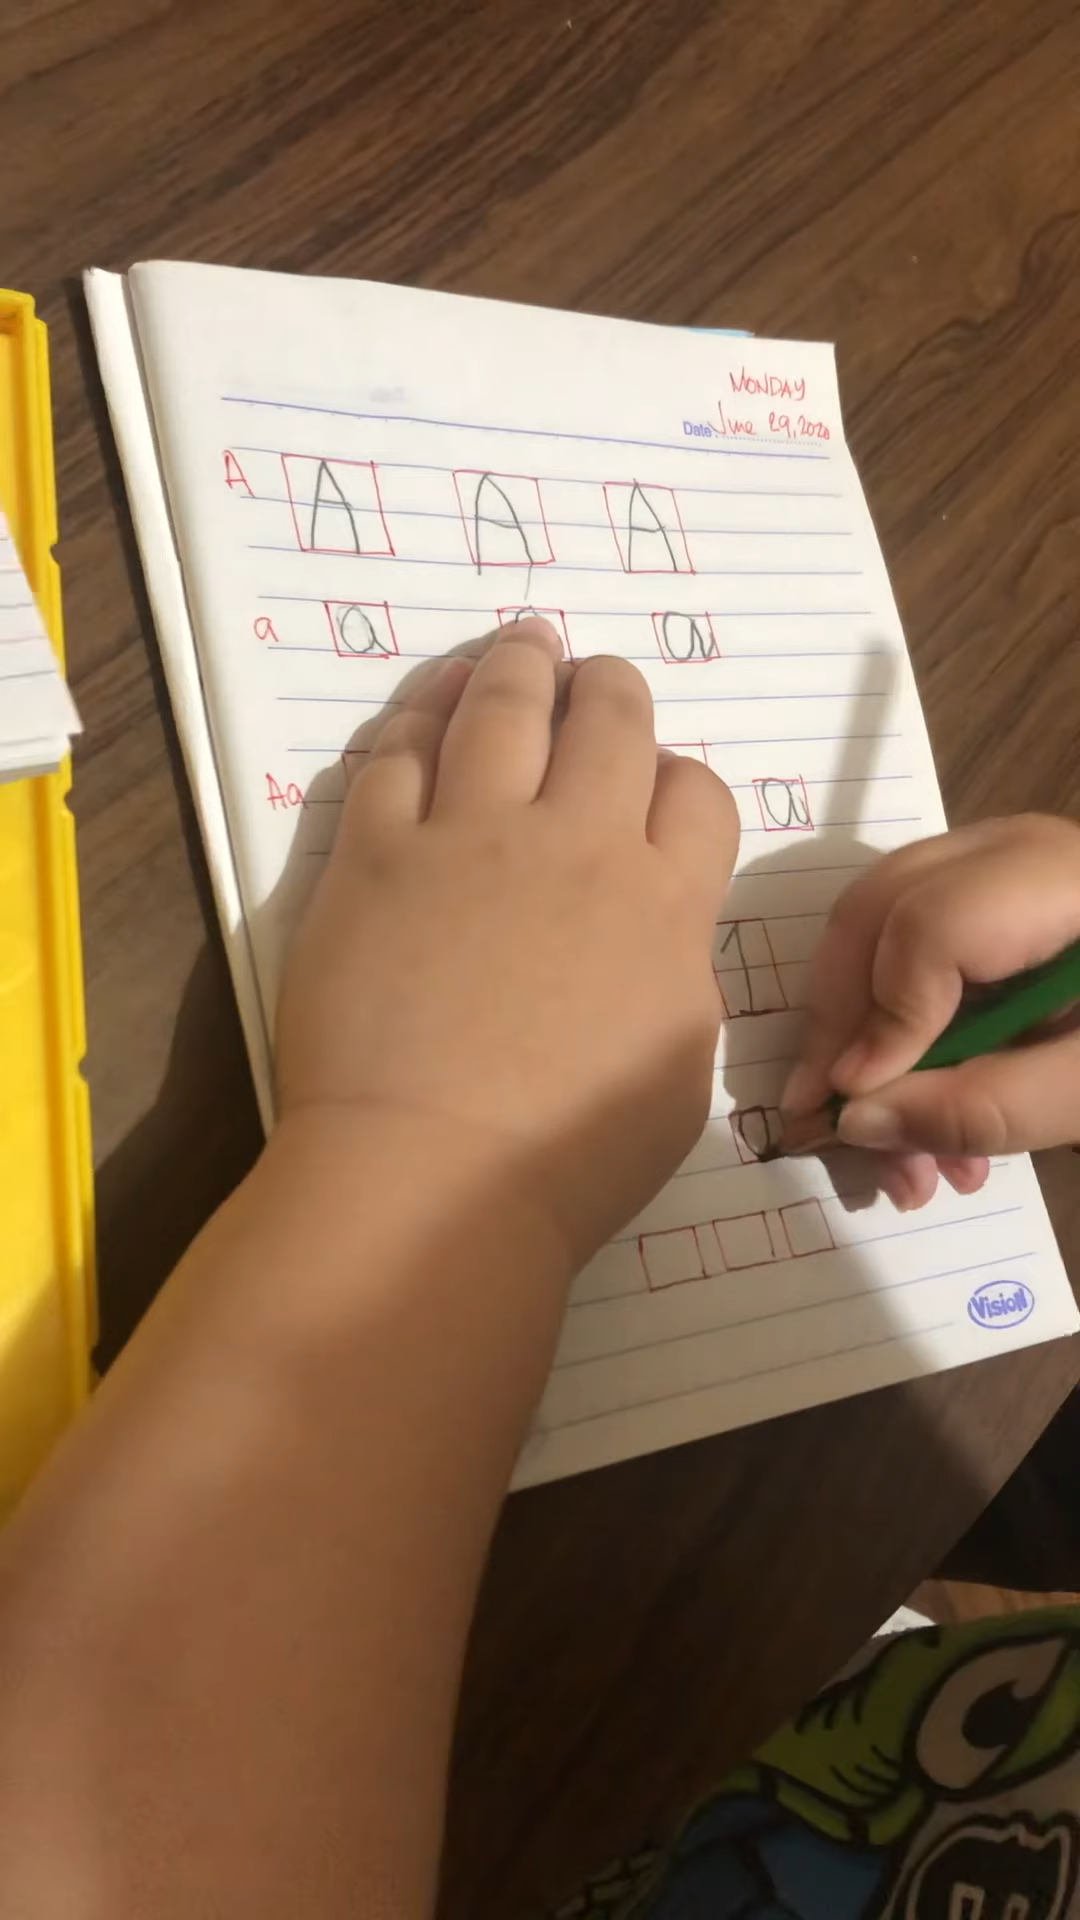 MONDAY
Date June 29, 2020
A A A A
a a a
Aa a
1
a
Vision